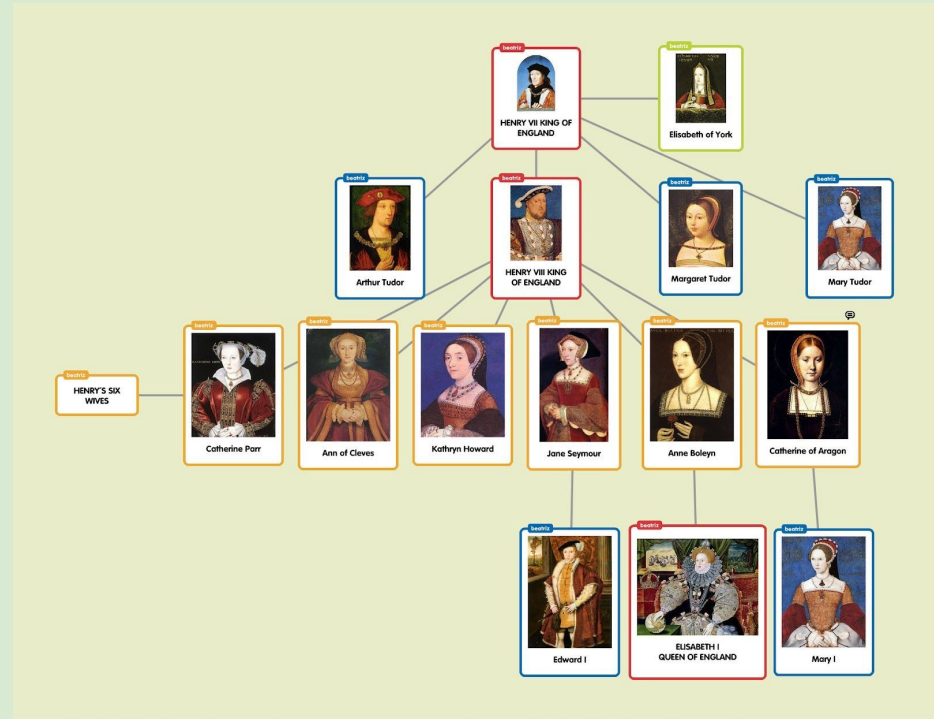 beatriz
HENRY VII KING OF
ENGLAND
beatriz
Elisabeth of York
beatriz
Arthur Tudor
beatriz
HENRY VIII KING
OF ENGLAND
beatriz
Margaret Tudor
beatriz
Mary Tudor
beatriz
HENRY'S SIX
WIVES
beatriz
Catherine Parr
beatriz
Ann of Cleves
beatriz
Kathryn Howard
beatriz
Jane Seymour
beatriz
Anne Boleyn
beatriz
Catherine of Aragon
beatriz
Edward I
beatriz
ELISABETH I
QUEEN OF ENGLAND
beatriz
Mary I